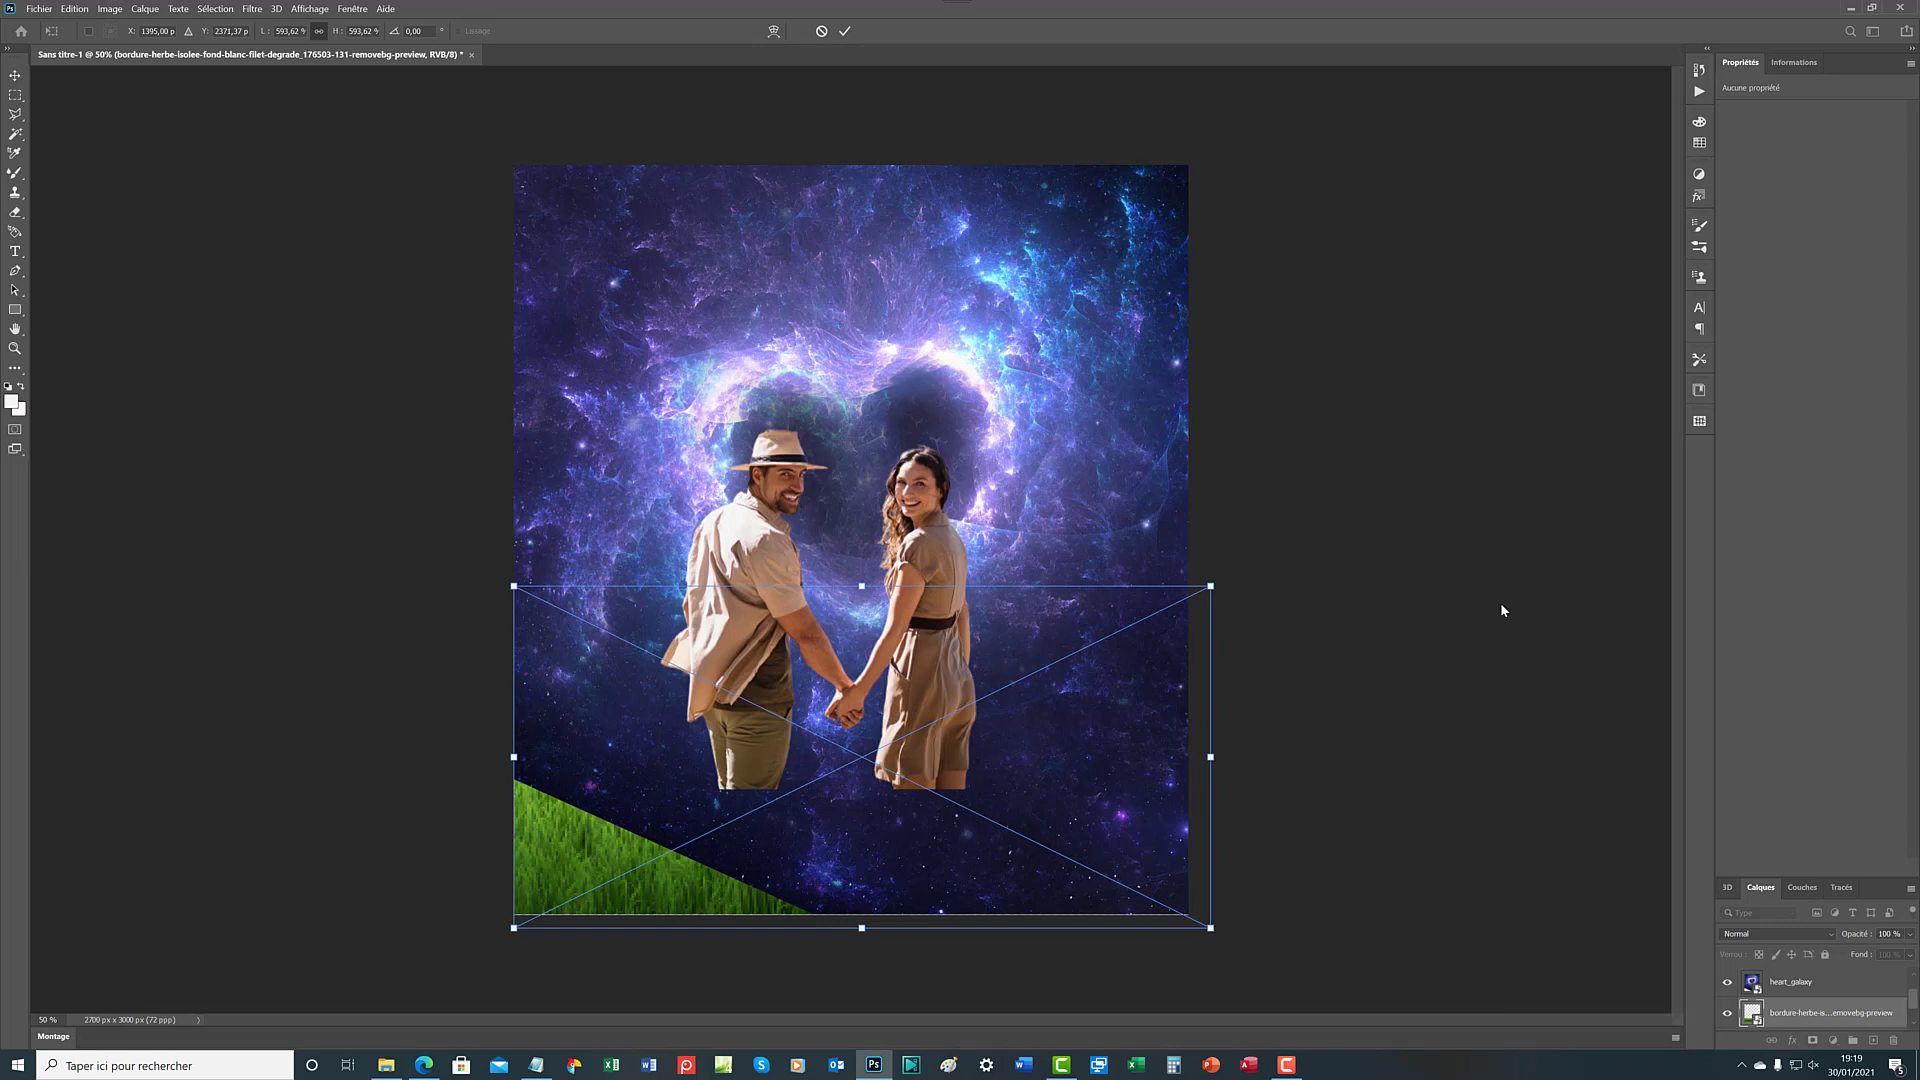 Fichier Edition Image Calque Texte Sélection Filtre 3D Affichage Fenêtre Aide
X: 1395,00 p Y: 2371,37 p L: 593,62 % H: 593,62 % 0,00 ° Lissage
Sans titre-1 @ 50% (bordure-herbe-isolee-fond-blanc-filet-degrade_176503-131-removebg-preview, RVB/8) * ×
Propriétés Informations
Aucune propriété
3D Calques Couches Tracés
Type
Normal Opacité : 100 %
Verrou : Fond : 100 %
heart_galaxy
bordure-herbe-is...emovebg-preview
50 % 2700 px x 3000 px (72 ppp)
Montage
Taper ici pour rechercher
19:19
30/01/2021
5